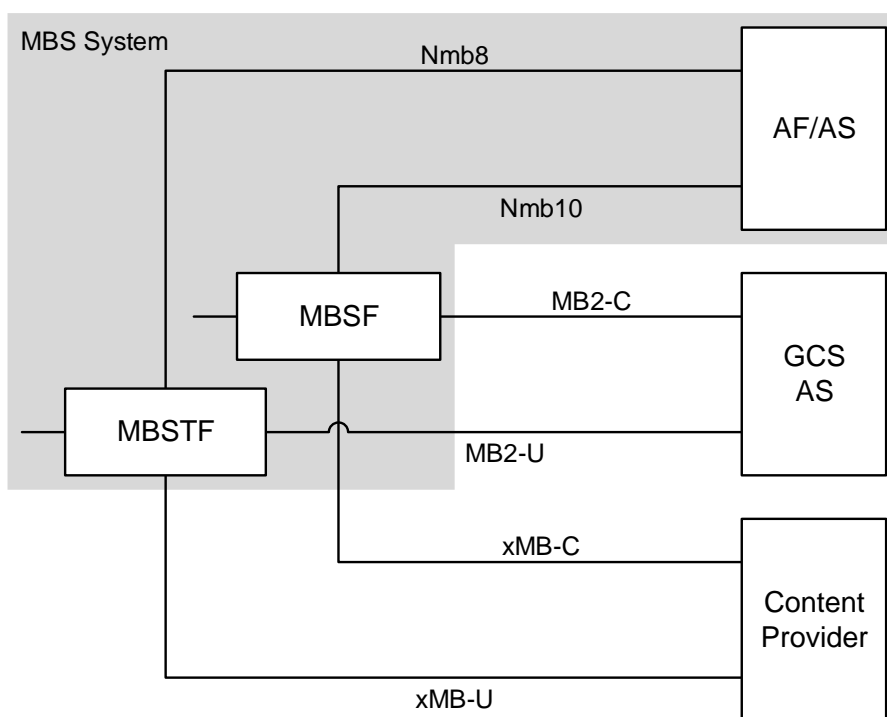 MBS System
Nmb8
AF/AS
Nmb10
MBSF
MB2-C
GCS
AS
MBSTF
MB2-U
xMB-C
Content
Provider
xMB-U